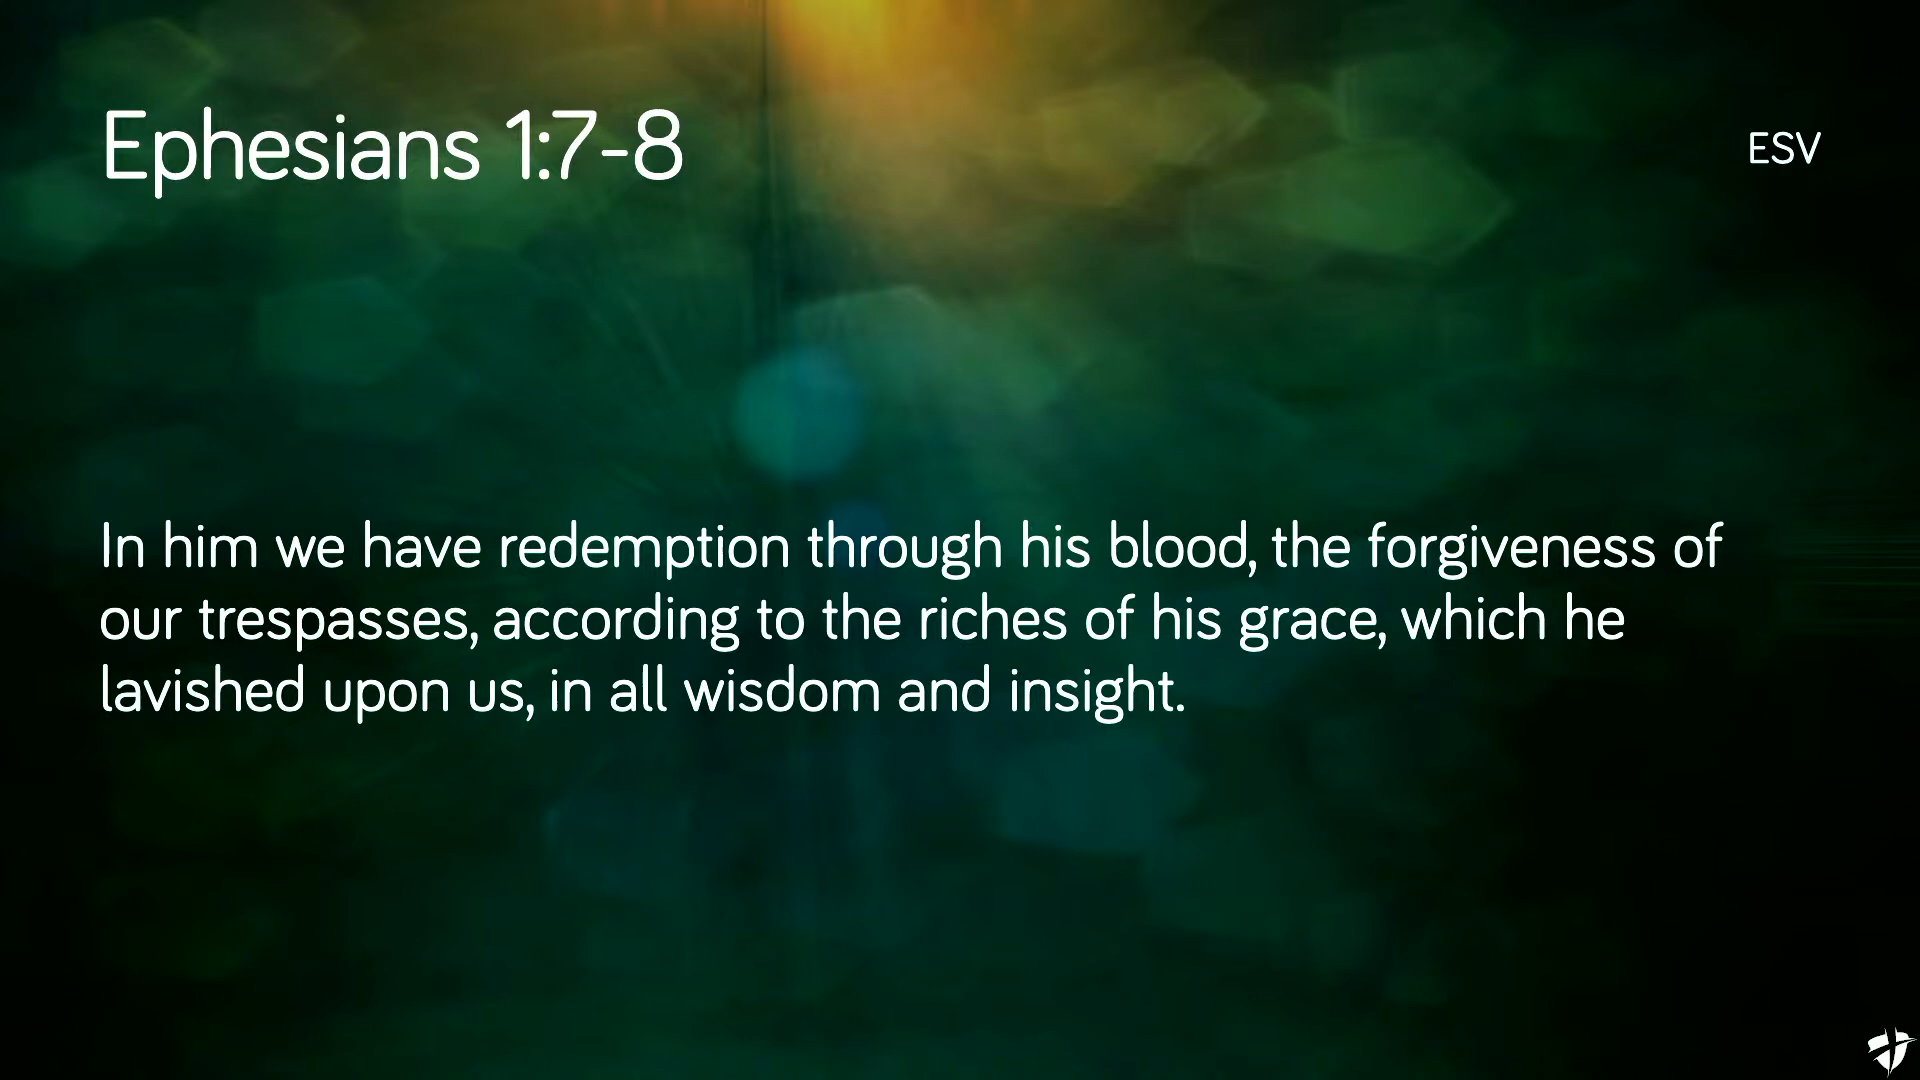 Ephesians 1:7-8
ESV
In him we have redemption through his blood, the forgiveness of
our trespasses, according to the riches of his grace, which he
lavished upon us, in all wisdom and insight.